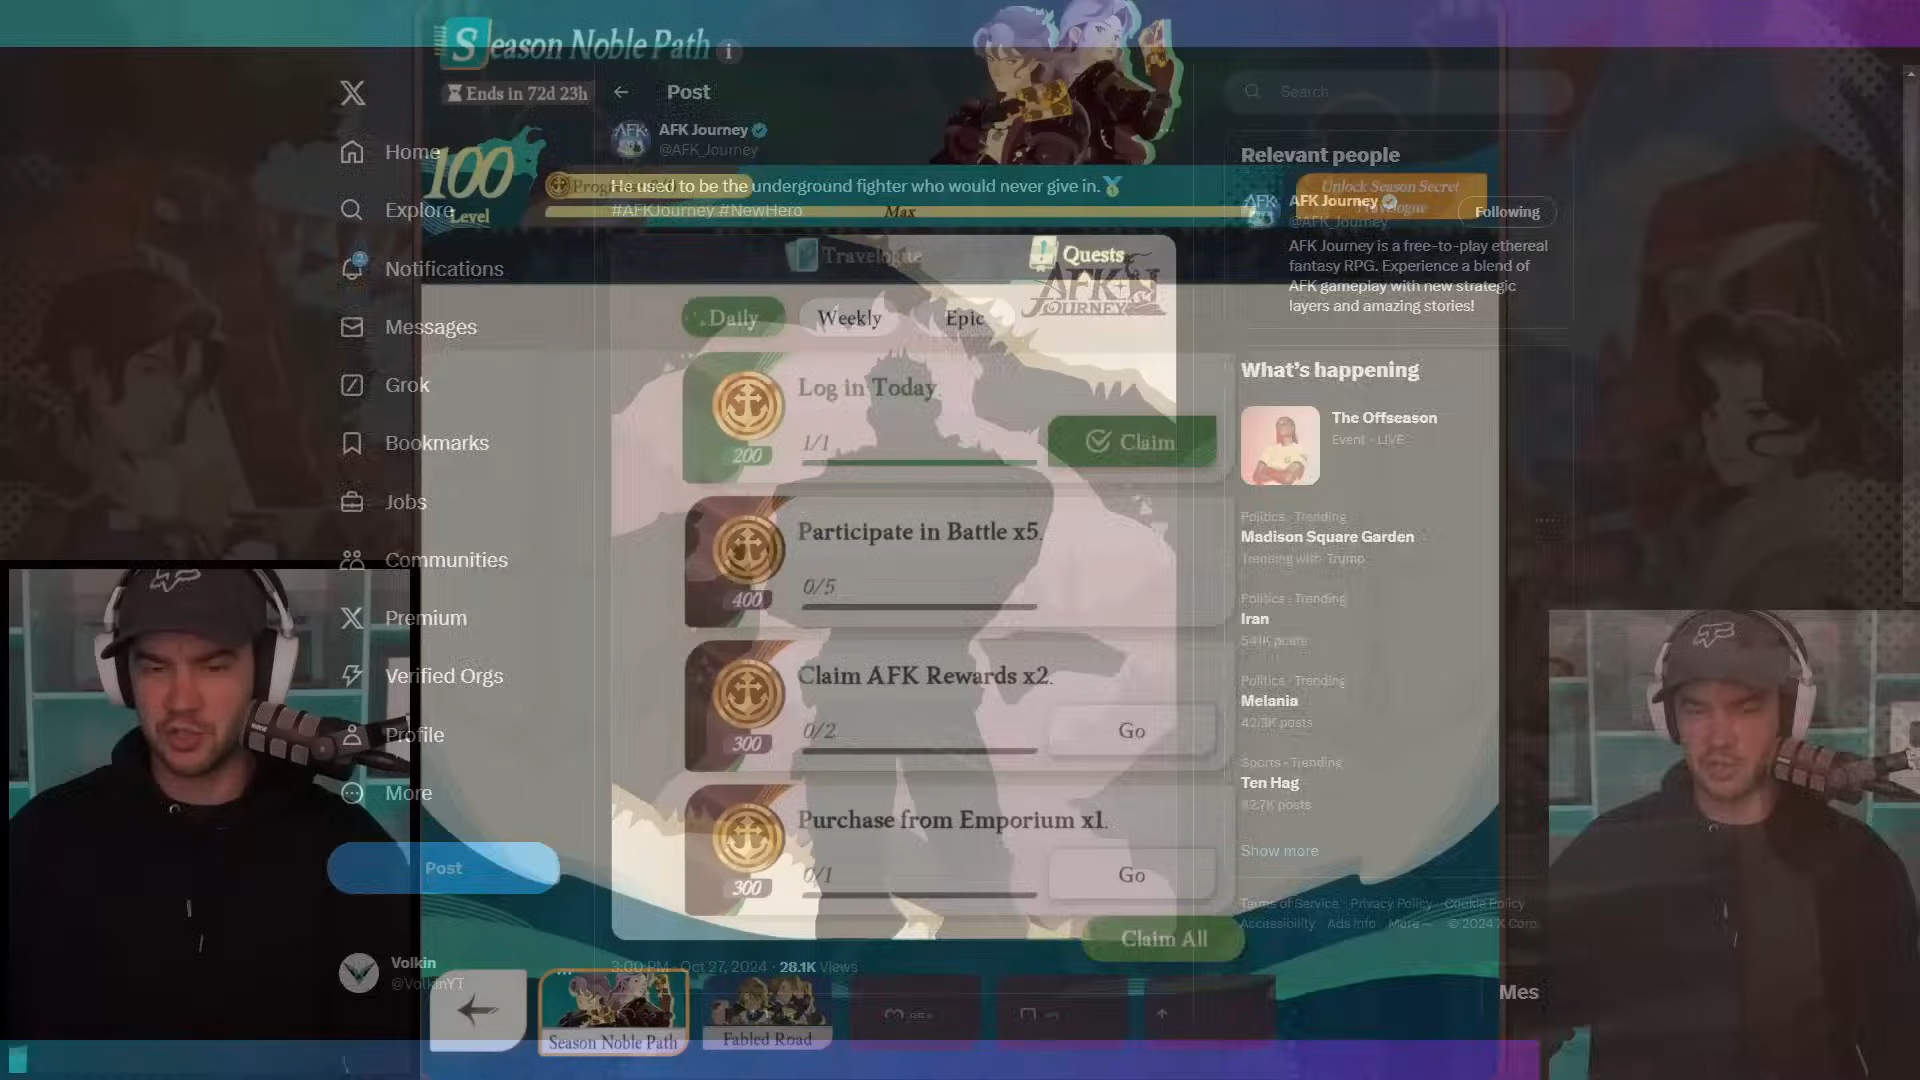 Season Noble Path
Ends in 72d 23h
100
Level
Max
Unlock Season Secret
Travelogue
Travelogue
Quests
Daily
Weekly
Epic
Log in Today
1/1
200
Claim
Participate in Battle x5.
0/5
400
Claim AFK Rewards x2.
0/2
300
Go
Purchase from Emporium x1.
0/1
300
Go
Claim All
Season Noble Path
Fabled Road
Home
Explore
2
Notifications
Messages
Grok
Bookmarks
Jobs
Communities
Premium
Verified Orgs
Profile
More
Post
Volkin
@VolkinYT
Post
AFK Journey
@AFK_Journey
He used to be the underground fighter who would never give in.
#AFKJourney #NewHero
AFK
JOURNEY
3:00 PM · Oct 27, 2024 · 28.1K Views
Search
Relevant people
AFK Journey
@AFK_Journey
Following
AFK Journey is a free-to-play ethereal
fantasy RPG. Experience a blend of
AFK gameplay with new strategic
layers and amazing stories!
What's happening
The Offseason
Event · LIVE
Politics · Trending
Madison Square Garden
Trending with Trump
Politics · Trending
Iran
Politics · Trending
Melania
Sports · Trending
Ten Hag
Show more
Terms of Service Privacy Policy Cookie Policy
Accessibility Ads info More © 2024 X Corp.
Mes